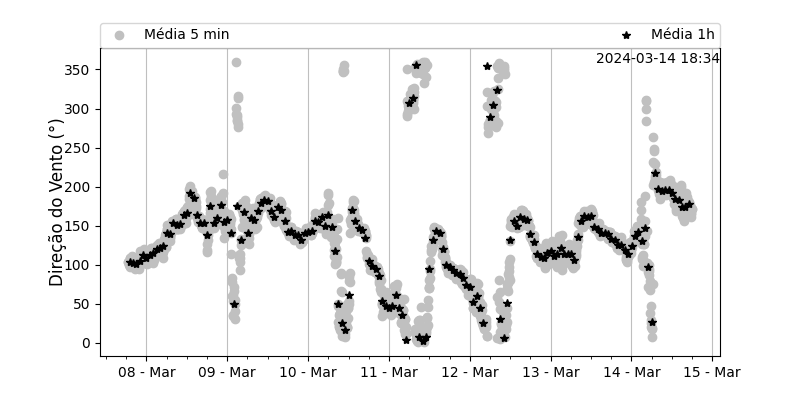 Média 5 min
Média 1h
2024-03-14 18:34
Direção do Vento (°)
350
300
250
200
150
100
50
0
08 - Mar
09 - Mar
10 - Mar
11 - Mar
12 - Mar
13 - Mar
14 - Mar
15 - Mar